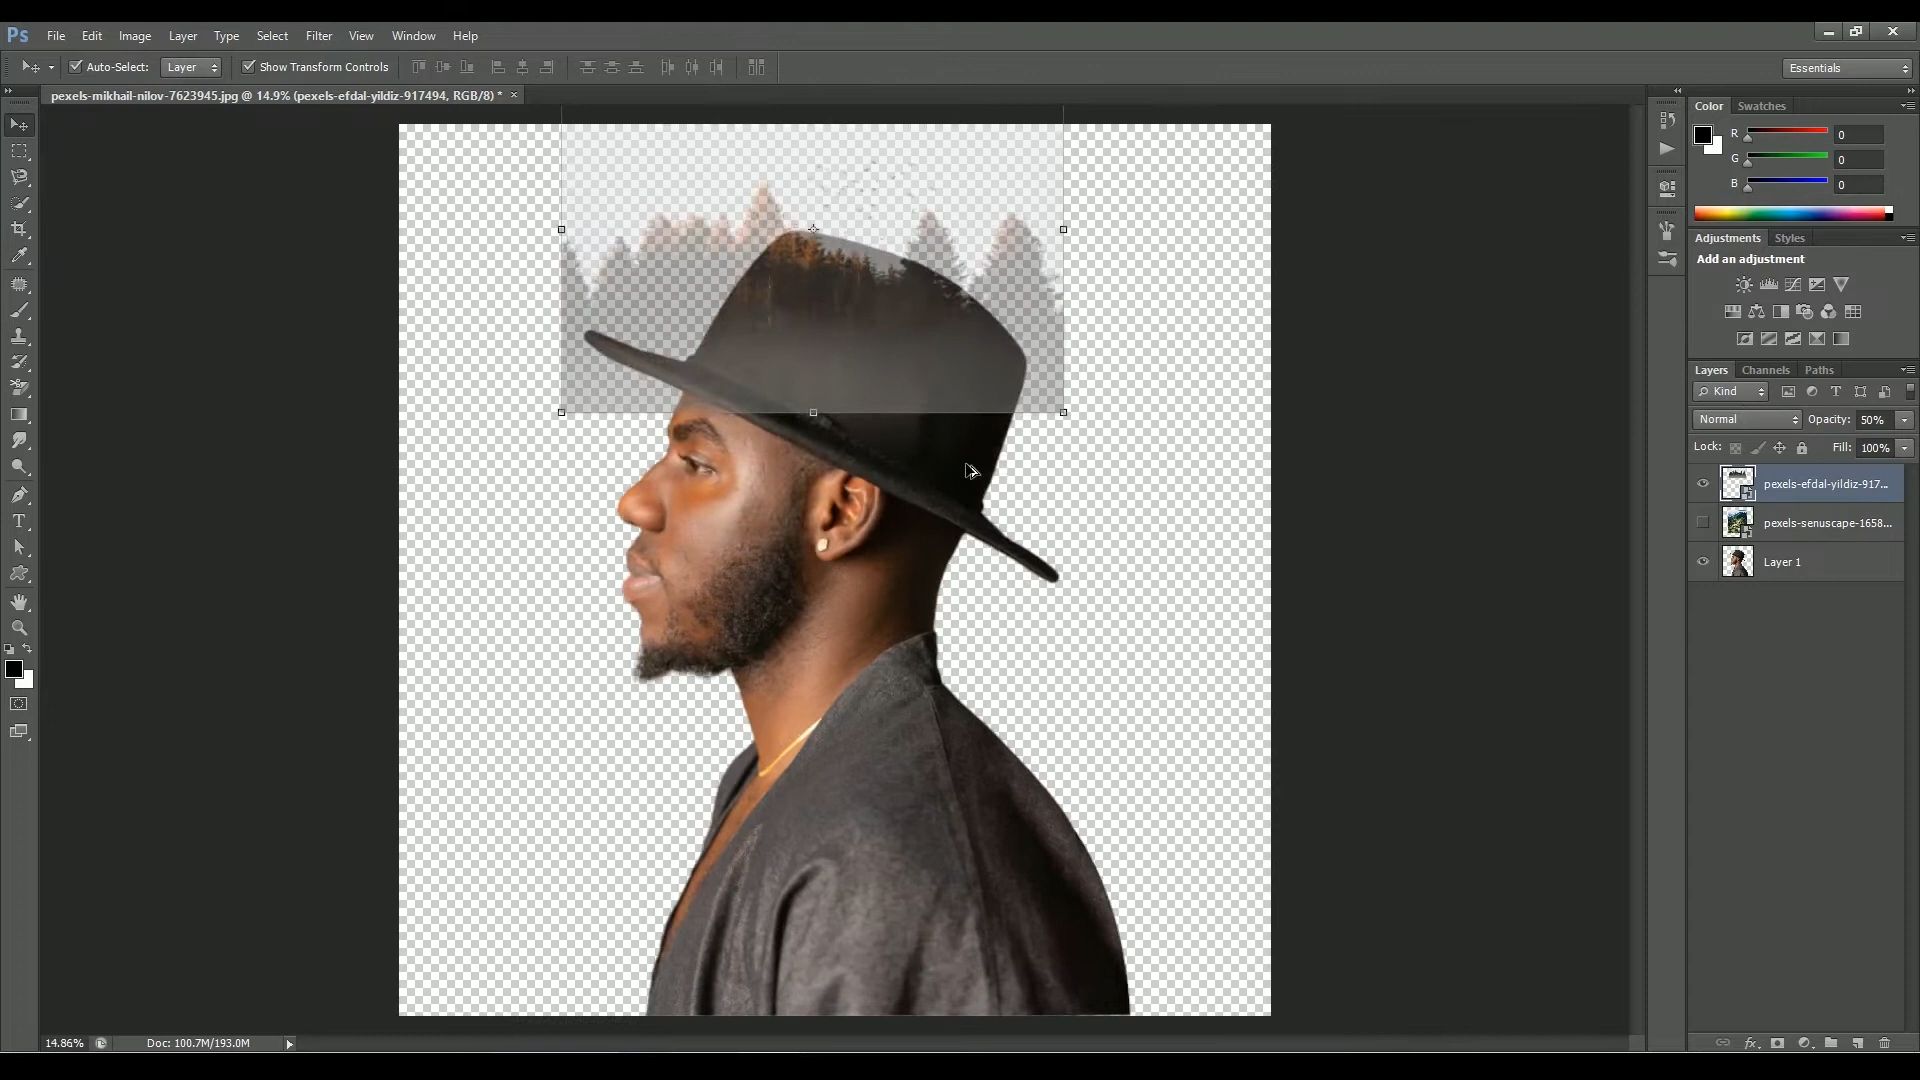 Ps File Edit Image Layer Type Select Filter View Window Help
Auto-Select: Layer Show Transform Controls Essentials
pexels-mikhail-nilov-7623945.jpg @ 14.9% (pexels-efdal-yildiz-917494, RGB/8) * ×
Color Swatches
R 0
G 0
B 0
Adjustments Styles
Add an adjustment
Layers Channels Paths
Kind T
Normal Opacity: 50%
Lock: Fill: 100%
pexels-efdal-yildiz-917...
pexels-senuscape-1658...
Layer 1
T
14.86% Doc: 100.7M/193.0M
fx